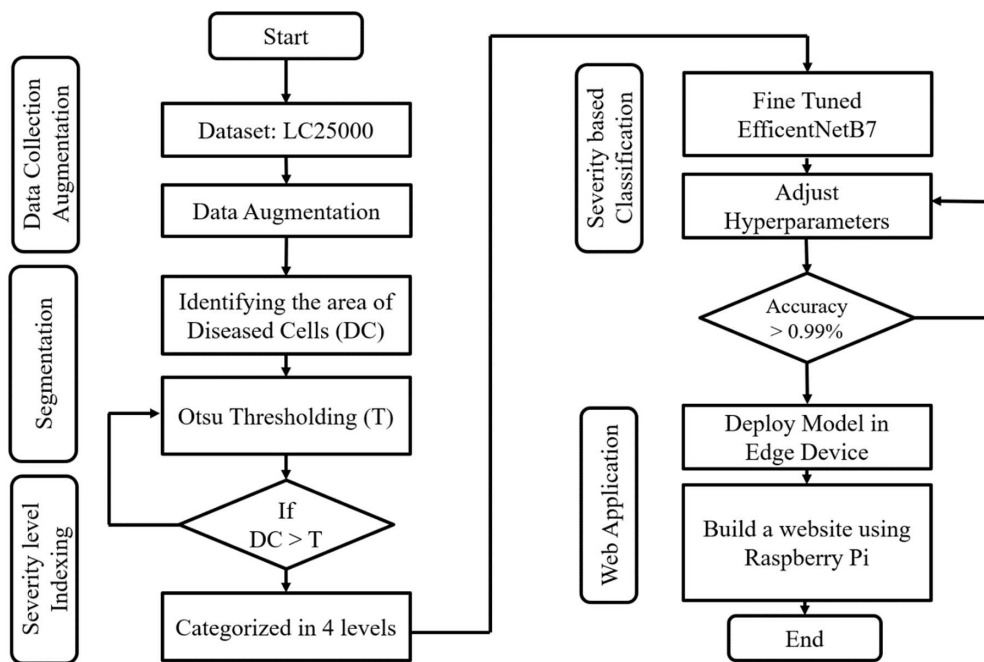 Start
Data Collection
Augmentation
Dataset: LC25000
Data Augmentation
Segmentation
Identifying the area of
Diseased Cells (DC)
Otsu Thresholding (T)
Severity level
Indexing
If
DC > T
Categorized in 4 levels
Severity based
Classification
Fine Tuned
EfficentNetB7
Adjust
Hyperparameters
Accuracy
> 0.99%
Web Application
Deploy Model in
Edge Device
Build a website using
Raspberry Pi
End